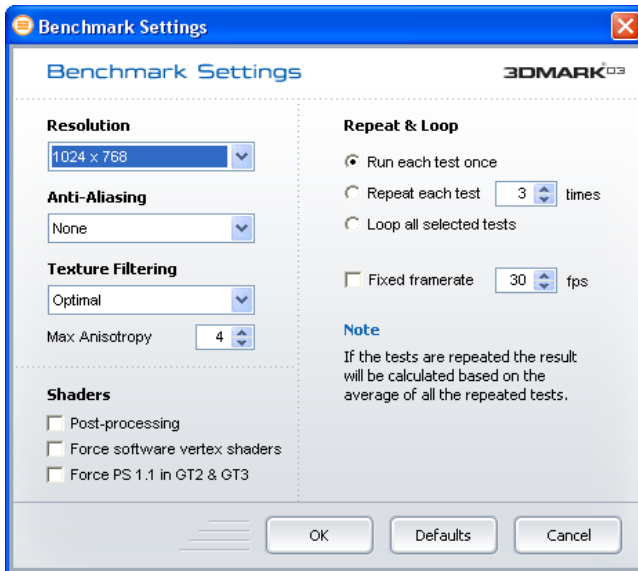 Benchmark Settings
Benchmark Settings
3DMARK®03
Resolution
1024 x 768
Anti-Aliasing
None
Texture Filtering
Optimal
Max Anisotropy 4
Shaders
Post-processing
Force software vertex shaders
Force PS 1.1 in GT2 & GT3
Repeat & Loop
Run each test once
Repeat each test 3 times
Loop all selected tests
Fixed framerate 30 fps
Note
If the tests are repeated the result
will be calculated based on the
average of all the repeated tests.
OK
Defaults
Cancel